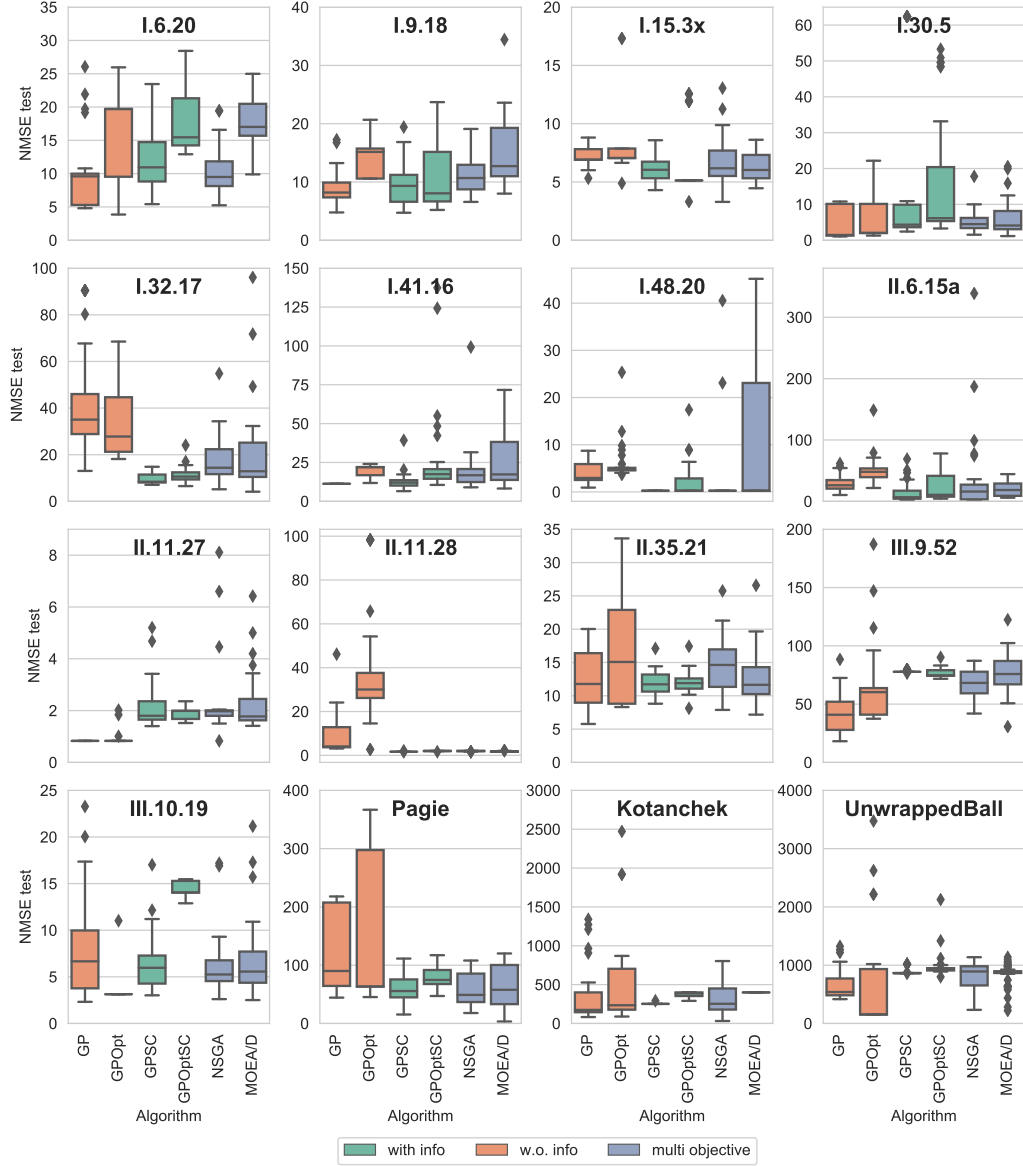 I.6.20
I.9.18
I.15.3x
I.30.5
NMSE test
35
30
25
20
15
10
5
0
40
30
20
10
0
20
15
10
5
0
60
50
40
30
20
10
0
I.32.17
I.41.16
I.48.20
II.6.15a
NMSE test
100
80
60
40
20
0
150
125
100
75
50
25
0
40
30
20
10
0
300
200
100
0
II.11.27
II.11.28
II.35.21
III.9.52
NMSE test
8
6
4
2
0
100
80
60
40
20
0
35
30
25
20
15
10
5
0
200
150
100
50
0
III.10.19
Pagie
Kotanchek
UnwrappedBall
NMSE test
25
20
15
10
5
0
400
300
200
100
0
3000
2500
2000
1500
1000
500
0
4000
3000
2000
1000
0
GP
GPOpt
GPSC
GPOptSC
NSGA
MOEA/D
GP
GPOpt
GPSC
GPOptSC
NSGA
MOEA/D
GP
GPOpt
GPSC
GPOptSC
NSGA
MOEA/D
GP
GPOpt
GPSC
GPOptSC
NSGA
MOEA/D
Algorithm
Algorithm
Algorithm
Algorithm
with info
w.o. info
multi objective